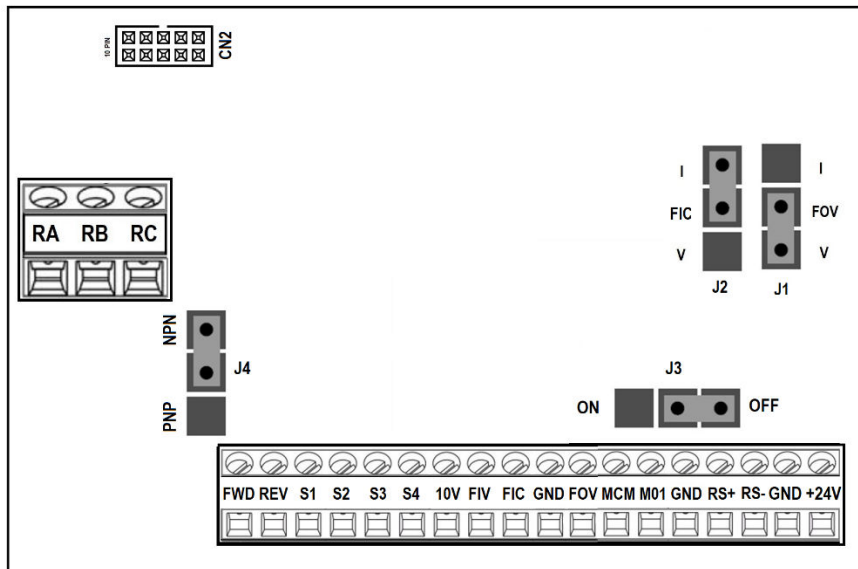 10 PIN
CN2
I
I
RA RB RC
FIC
FOV
V
V
J2
J1
NPN
J4
J3
PNP
ON
OFF
FWD REV S1 S2 S3 S4 10V FIV FIC GND FOV MCM M01 GND RS+ RS- GND +24V